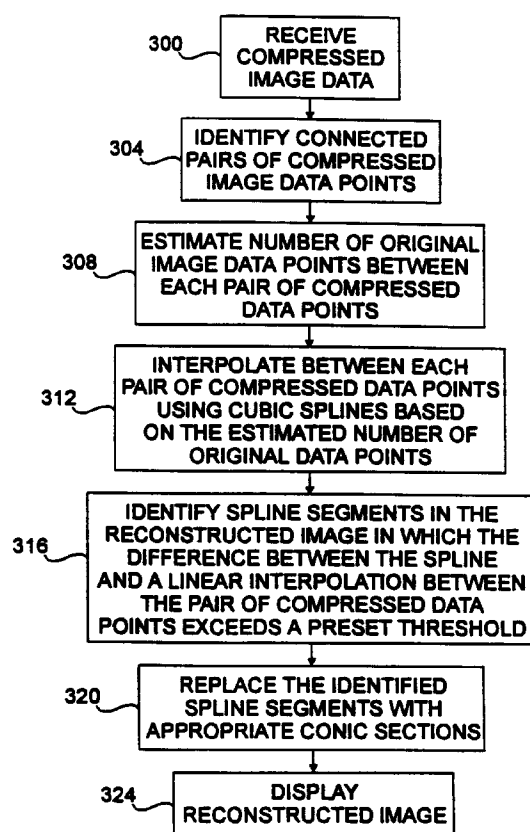 300
RECEIVE
COMPRESSED
IMAGE DATA
304
IDENTIFY CONNECTED
PAIRS OF COMPRESSED
IMAGE DATA POINTS
308
ESTIMATE NUMBER OF ORIGINAL
IMAGE DATA POINTS BETWEEN
EACH PAIR OF COMPRESSED
DATA POINTS
312
INTERPOLATE BETWEEN EACH
PAIR OF COMPRESSED DATA POINTS
USING CUBIC SPLINES BASED
ON THE ESTIMATED NUMBER OF
ORIGINAL DATA POINTS
316
IDENTIFY SPLINE SEGMENTS IN THE
RECONSTRUCTED IMAGE IN WHICH THE
DIFFERENCE BETWEEN THE SPLINE
AND A LINEAR INTERPOLATION BETWEEN
THE PAIR OF COMPRESSED DATA
POINTS EXCEEDS A PRESET THRESHOLD
320
REPLACE THE IDENTIFIED
SPLINE SEGMENTS WITH
APPROPRIATE CONIC SECTIONS
324
DISPLAY
RECONSTRUCTED IMAGE